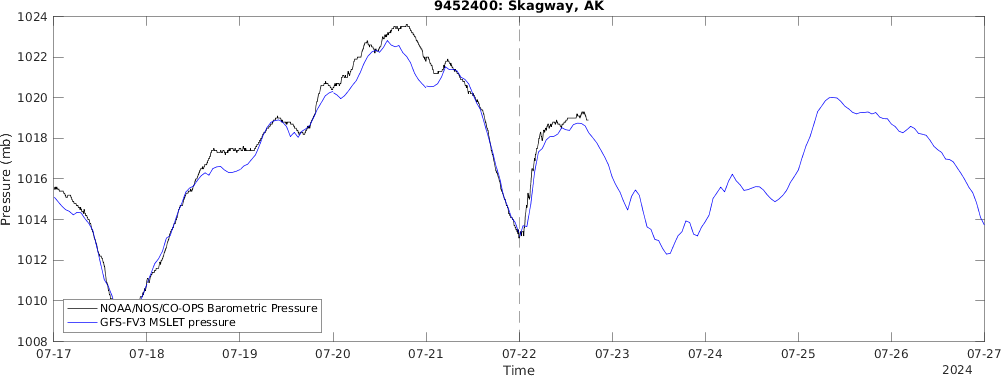 9452400: Skagway, AK
1024
1022
1020
1018
1016
1014
1012
1010
1008
Pressure (mb)
NOAA/NOS/CO-OPS Barometric Pressure
GFS-FV3 MSLET pressure
07-17 07-18 07-19 07-20 07-21 07-22 07-23 07-24 07-25 07-26 07-27
Time
2024